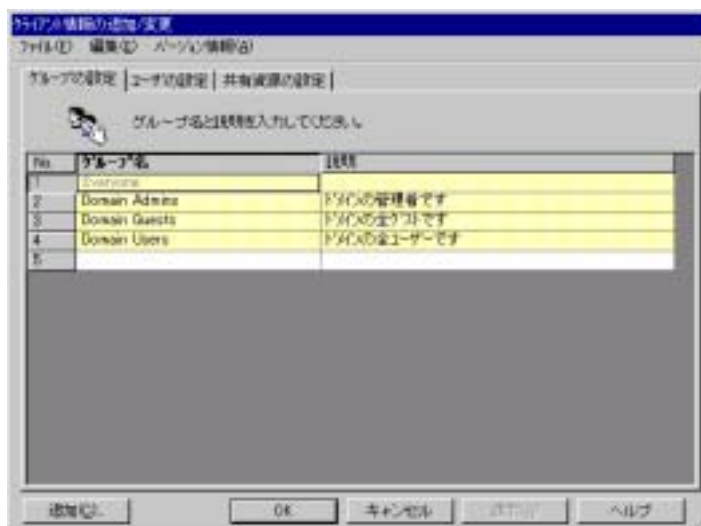 クライアント情報の追加/変更
ファイル(F) 編集(E) バージョン情報(A)
グループの設定 ユーザの設定 共有資源の設定
グループ名と説明を入力してください。
No. グループ名 説明
1 Everyone
2 Domain Admins ドメインの管理者です
3 Domain Guests ドメインの全ゲストです
4 Domain Users ドメインの全ユーザーです
5
OK キャンセル ヘルプ